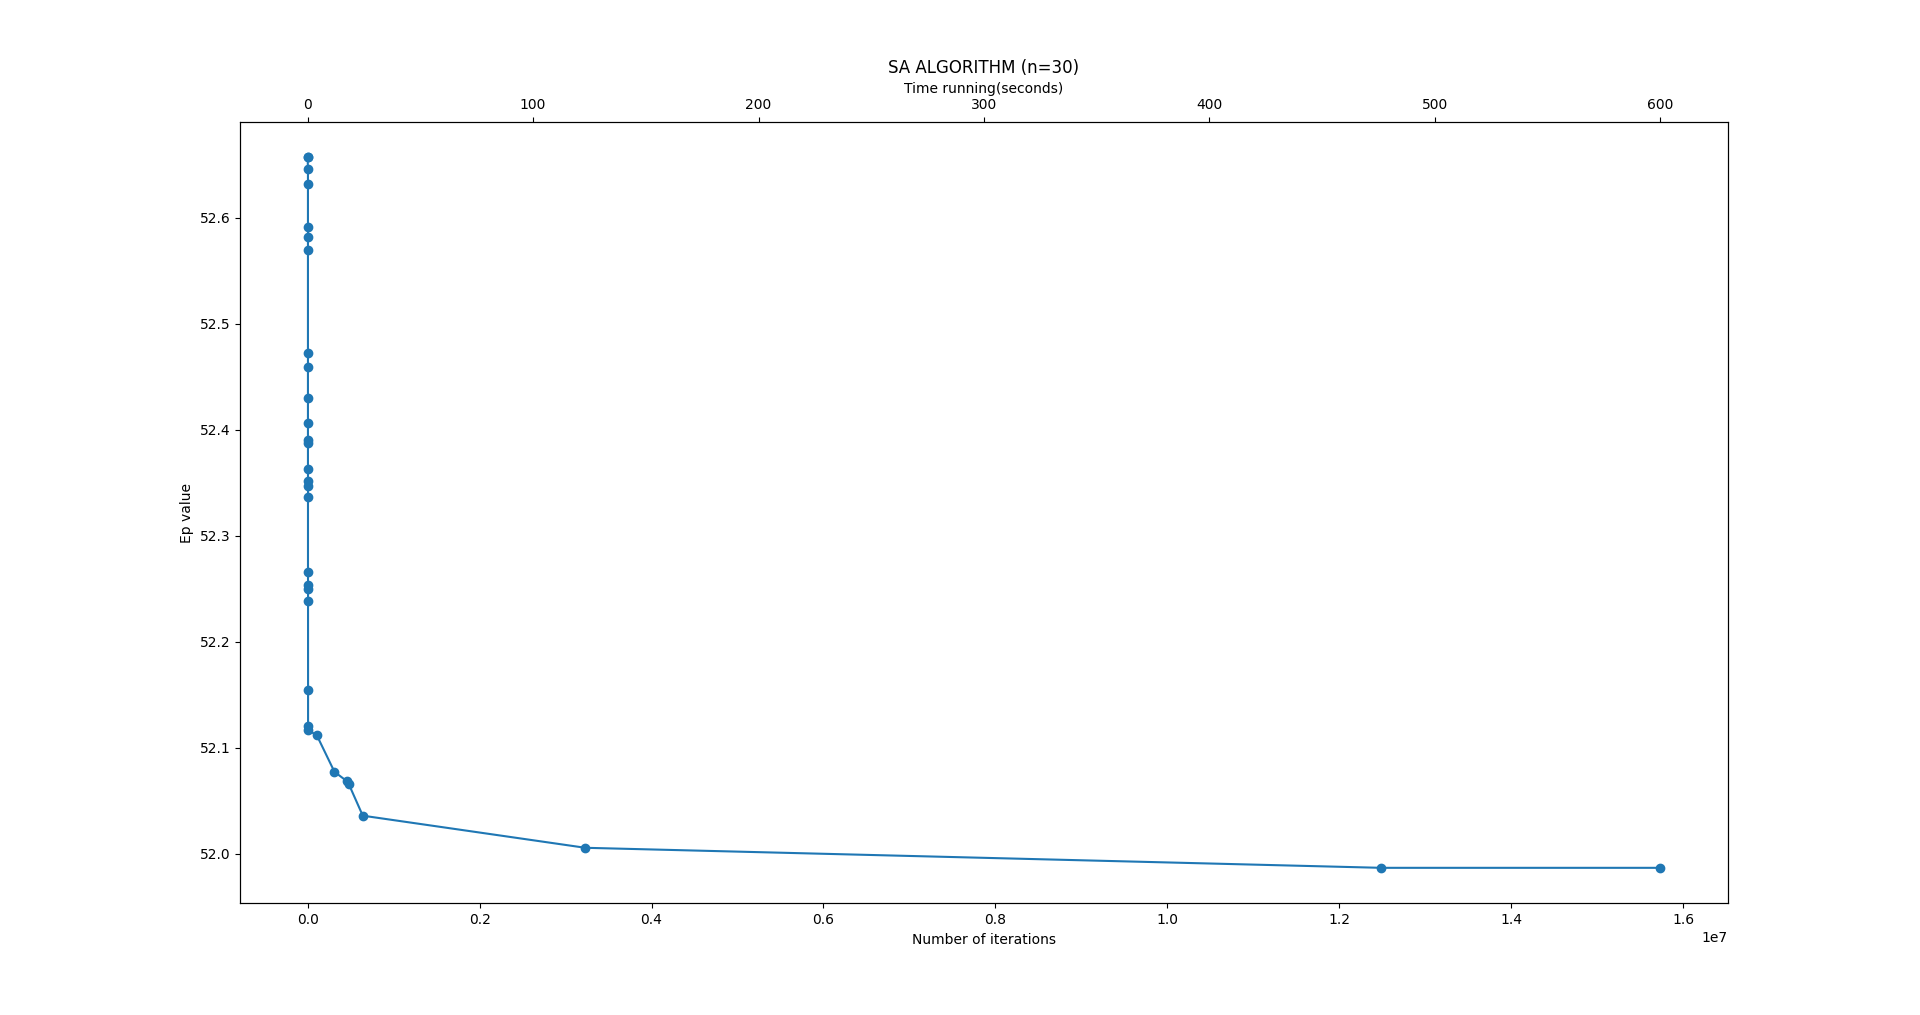 SA ALGORITHM (n=30)
Time running(seconds)
0 100 200 300 400 500 600
52.6
52.5
52.4
52.3
52.2
52.1
52.0
Ep value
0.0 0.2 0.4 0.6 0.8 1.0 1.2 1.4 1.6
1e7
Number of iterations